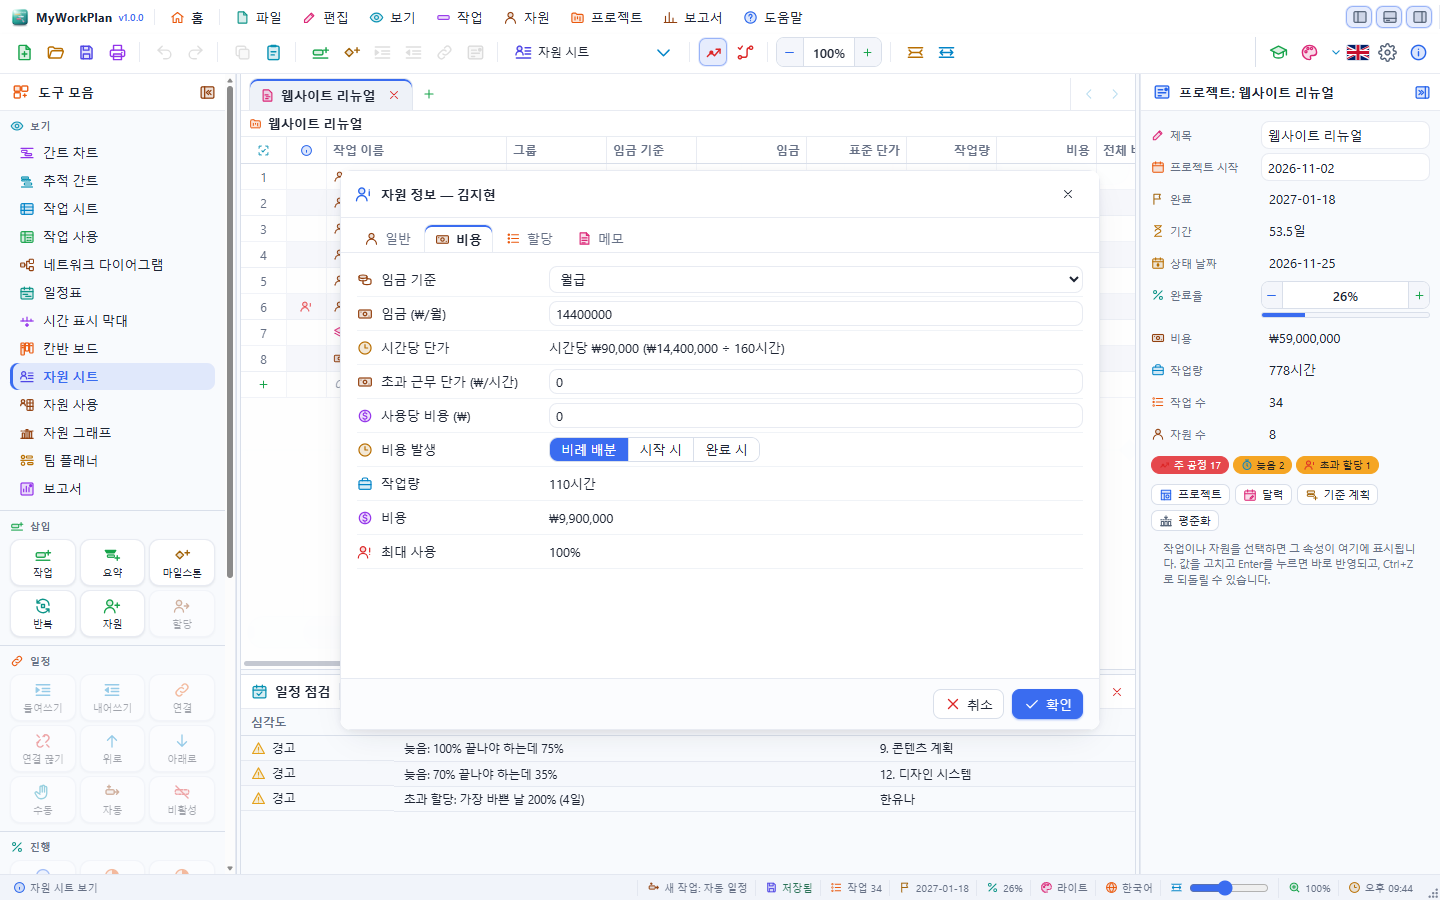 MyWorkPlan v1.0.0 홈 파일 편집 보기 작업 자원 프로젝트 보고서 도움말
자원 시트 100%
도구 모음
보기
간트 차트
추적 간트
작업 시트
작업 사용
네트워크 다이어그램
일정표
시간 표시 막대
칸반 보드
자원 시트
자원 사용
자원 그래프
팀 플래너
보고서
삽입
작업 요약 마일스톤
반복 자원 할당
일정
들여쓰기 내어쓰기 연결
연결 끊기 위로 아래로
수동 자동 비활성
진행
웹사이트 리뉴얼
웹사이트 리뉴얼
작업 이름 그룹 임금 기준 임금 표준 단가 작업량 비용 전체
1
2
3
4
5
6
7
8
자원 정보 — 김지현
일반 비용 할당 메모
임금 기준 월급
임금 (₩/월) 14400000
시간당 단가 시간당 ₩90,000 (₩14,400,000 ÷ 160시간)
초과 근무 단가 (₩/시간) 0
사용당 비용 (₩) 0
비용 발생 비례 배분 시작 시 완료 시
작업량 110시간
비용 ₩9,900,000
최대 사용 100%
취소 확인
일정 점검
심각도
경고 늦음: 100% 끝나야 하는데 75% 9. 콘텐츠 계획
경고 늦음: 70% 끝나야 하는데 35% 12. 디자인 시스템
경고 초과 할당: 가장 바쁜 날 200% (4일) 한유나
프로젝트: 웹사이트 리뉴얼
제목 웹사이트 리뉴얼
프로젝트 시작 2026-11-02
완료 2027-01-18
기간 53.5일
상태 날짜 2026-11-25
완료율 26%
비용 ₩59,000,000
작업량 778시간
작업 수 34
자원 수 8
주 공정 17 늦음 2 초과 할당 1
프로젝트 달력 기준 계획
평준화
작업이나 자원을 선택하면 그 속성이 여기에 표시됩니
다. 값을 고치고 Enter를 누르면 바로 반영되고, Ctrl+Z
로 되돌릴 수 있습니다.
자원 시트 보기 새 작업: 자동 일정 저장됨 작업 34 2027-01-18 26% 라이트 한국어 100% 오후 09:44